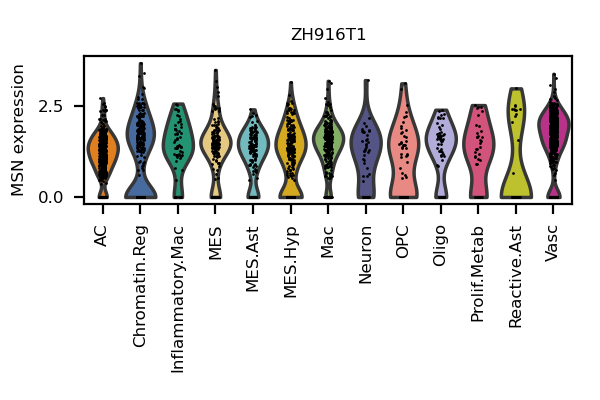 ZH916T1
MSN expression
2.5
0.0
AC
Chromatin.Reg
Inflammatory.Mac
MES
MES.Ast
MES.Hyp
Mac
Neuron
OPC
Oligo
Prolif.Metab
Reactive.Ast
Vasc